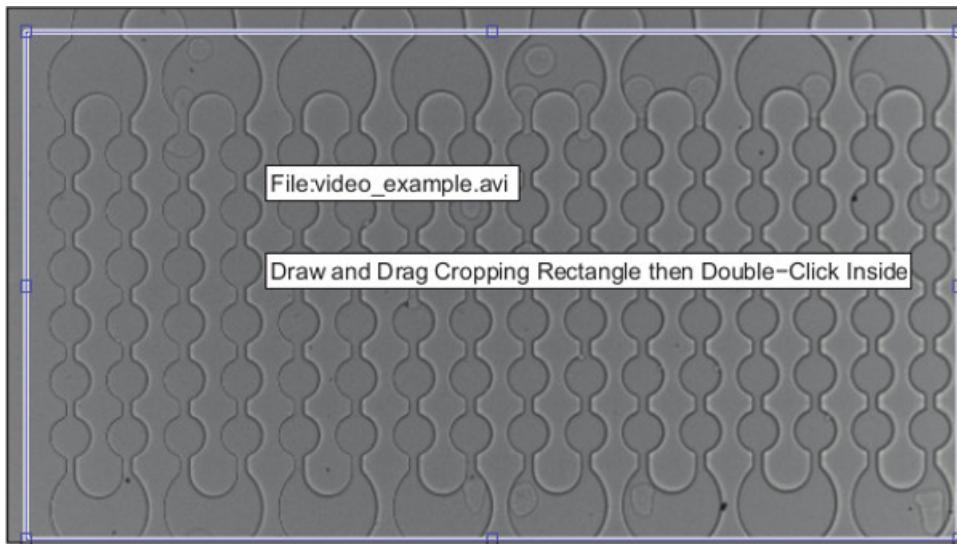 File:video_example.avi
Draw and Drag Cropping Rectangle then Double−Click Inside